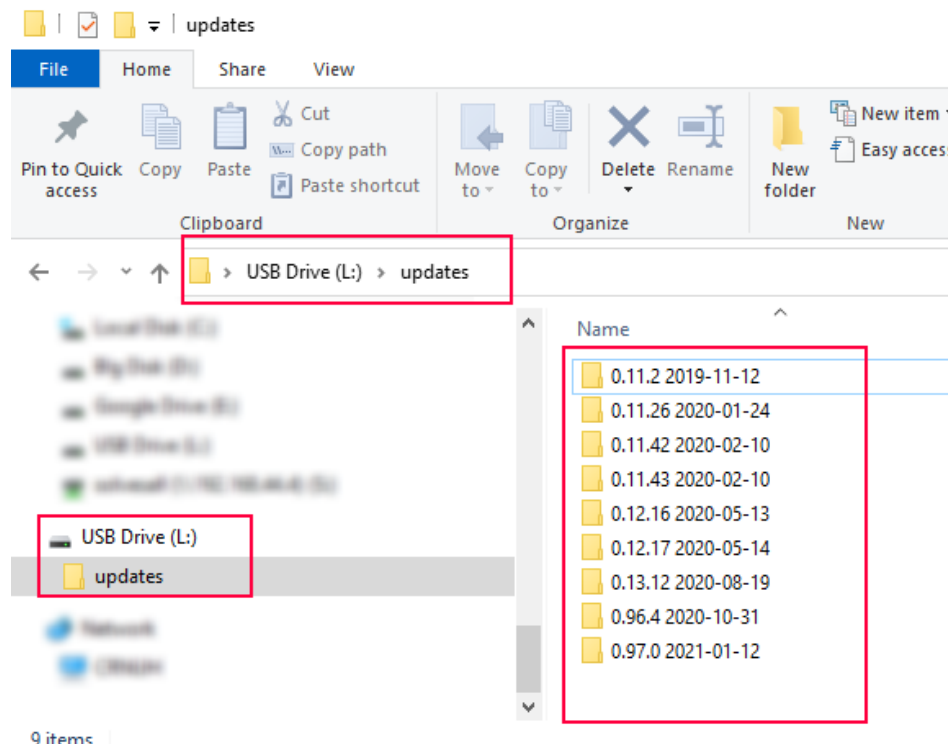 updates
File Home Share View
Pin to Quick access
Copy
Paste
Cut
Copy path
Paste shortcut
Clipboard
Move to
Copy to
Delete
Rename
Organize
New folder
New item
Easy acces
New
USB Drive (L:) › updates
USB Drive (L:)
updates
Name
0.11.2 2019-11-12
0.11.26 2020-01-24
0.11.42 2020-02-10
0.11.43 2020-02-10
0.12.16 2020-05-13
0.12.17 2020-05-14
0.13.12 2020-08-19
0.96.4 2020-10-31
0.97.0 2021-01-12
9 items